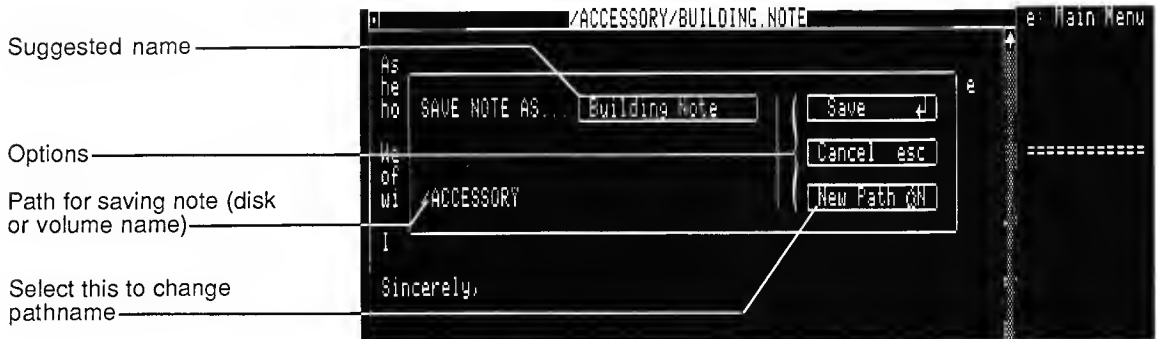 /ACCESSORY/BUILDING.NOTE
e: Main Menu
Suggested name
As
he
ho
e
SAVE NOTE AS... Building Note
Save
Options
We
of
wi
Cancel esc
============
Path for saving note (disk
or volume name)
/ACCESSORY
New Path N
I
Select this to change
pathname
Sincerely,